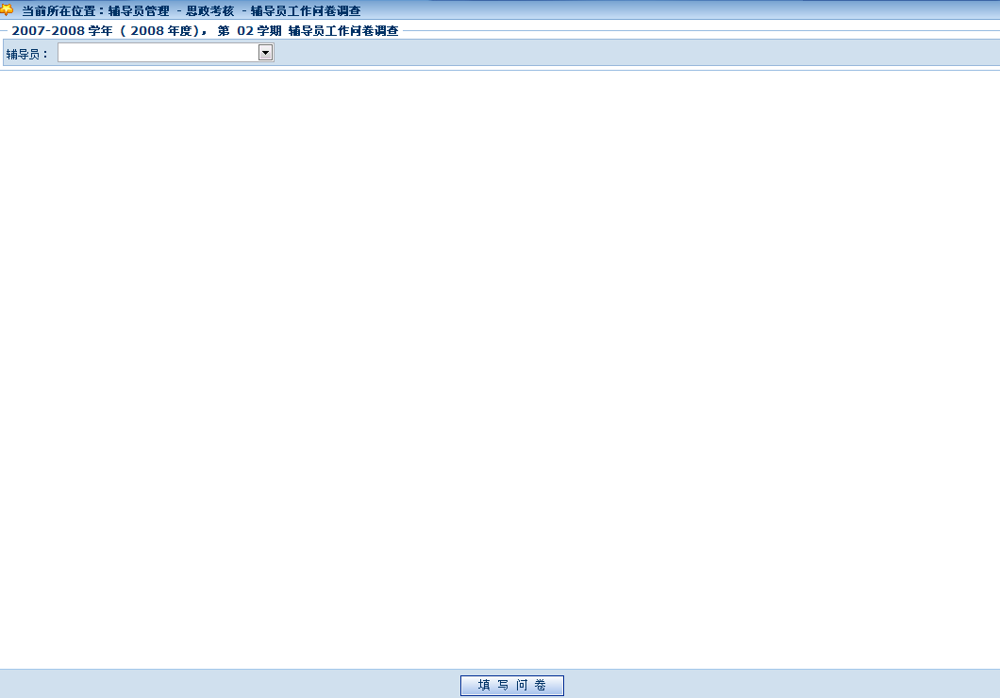 当前所在位置：辅导员管理 - 思政考核 - 辅导员工作问卷调查
2007-2008 学年 ( 2008 年度)， 第 02 学期 辅导员工作问卷调查
辅导员：
填 写 问 卷